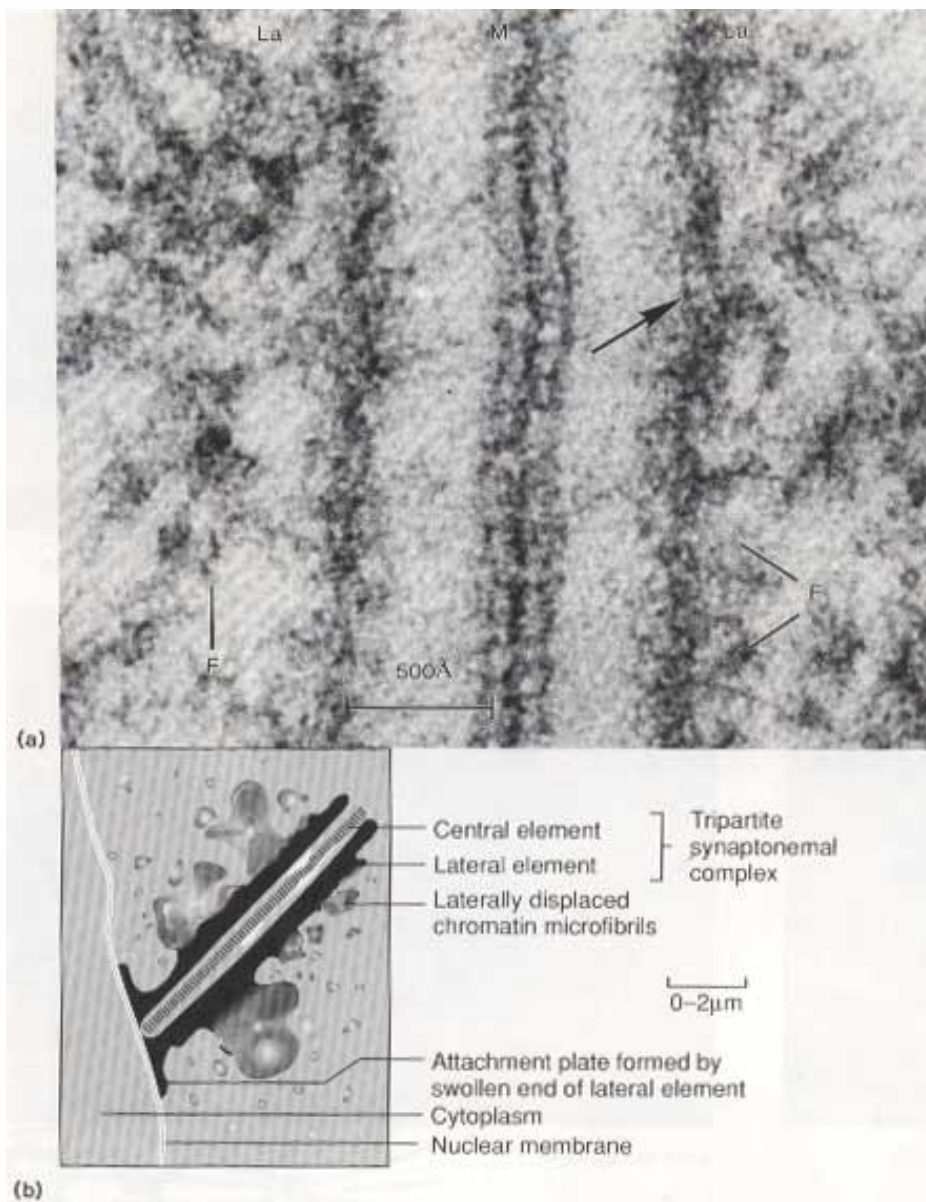 La M La
F
F
500Å
(a)
Central element
Lateral element
Tripartite
synaptonemal
complex
Laterally displaced
chromatin microfibrils
0–2µm
Attachment plate formed by
swollen end of lateral element
Cytoplasm
Nuclear membrane
(b)